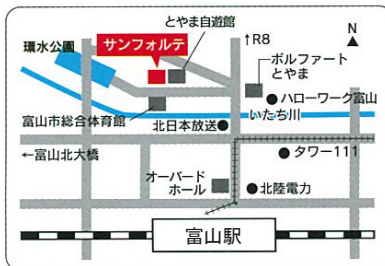 とやま自遊館
環水公園
サンフォルテ
↑R8
N
ボルファート
とやま
ハローワーク富山
いたち川
富山市総合体育館
北日本放送
←富山北大橋
タワー111
オーバード
ホール
北陸電力
富山駅